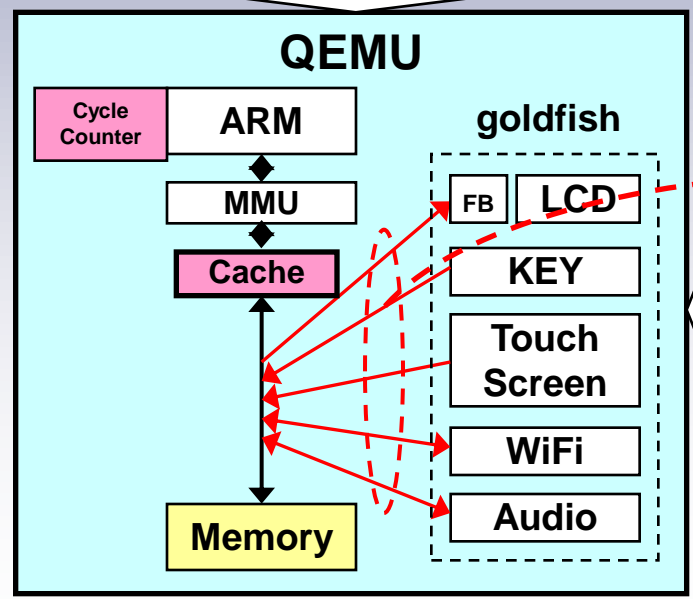 QEMU
Cycle
Counter
ARM
goldfish
MMU
FB
LCD
Cache
KEY
Touch
Screen
WiFi
Memory
Audio